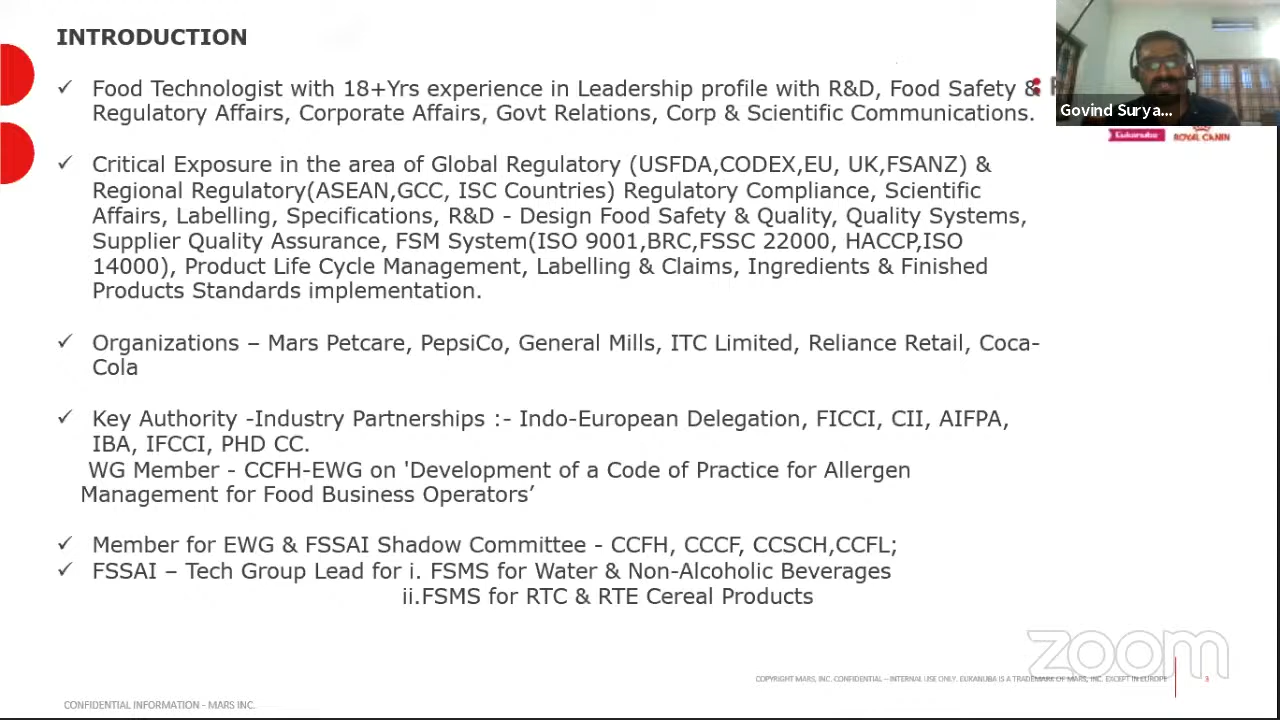 INTRODUCTION
✓ Food Technologist with 18+Yrs experience in Leadership profile with R&D, Food Safety &
Regulatory Affairs, Corporate Affairs, Govt Relations, Corp & Scientific Communications.
Govind Surya...
Eukanuba ROYAL CANIN
✓ Critical Exposure in the area of Global Regulatory (USFDA,CODEX,EU, UK,FSANZ) &
Regional Regulatory(ASEAN,GCC, ISC Countries) Regulatory Compliance, Scientific
Affairs, Labelling, Specifications, R&D - Design Food Safety & Quality, Quality Systems,
Supplier Quality Assurance, FSM System(ISO 9001,BRC,FSSC 22000, HACCP,ISO
14000), Product Life Cycle Management, Labelling & Claims, Ingredients & Finished
Products Standards implementation.
✓ Organizations – Mars Petcare, PepsiCo, General Mills, ITC Limited, Reliance Retail, Coca-
Cola
✓ Key Authority -Industry Partnerships :- Indo-European Delegation, FICCI, CII, AIFPA,
IBA, IFCCI, PHD CC.
WG Member - CCFH-EWG on 'Development of a Code of Practice for Allergen
Management for Food Business Operators’
✓ Member for EWG & FSSAI Shadow Committee - CCFH, CCCF, CCSCH,CCFL;
✓ FSSAI – Tech Group Lead for i. FSMS for Water & Non-Alcoholic Beverages
ii.FSMS for RTC & RTE Cereal Products
zoom
COPYRIGHT MARS, INC. CONFIDENTIAL – INTERNAL USE ONLY. EUKANUBA IS A TRADEMARK OF MARS, INC. EXCEPT IN EUROPE
3
CONFIDENTIAL INFORMATION - MARS INC.